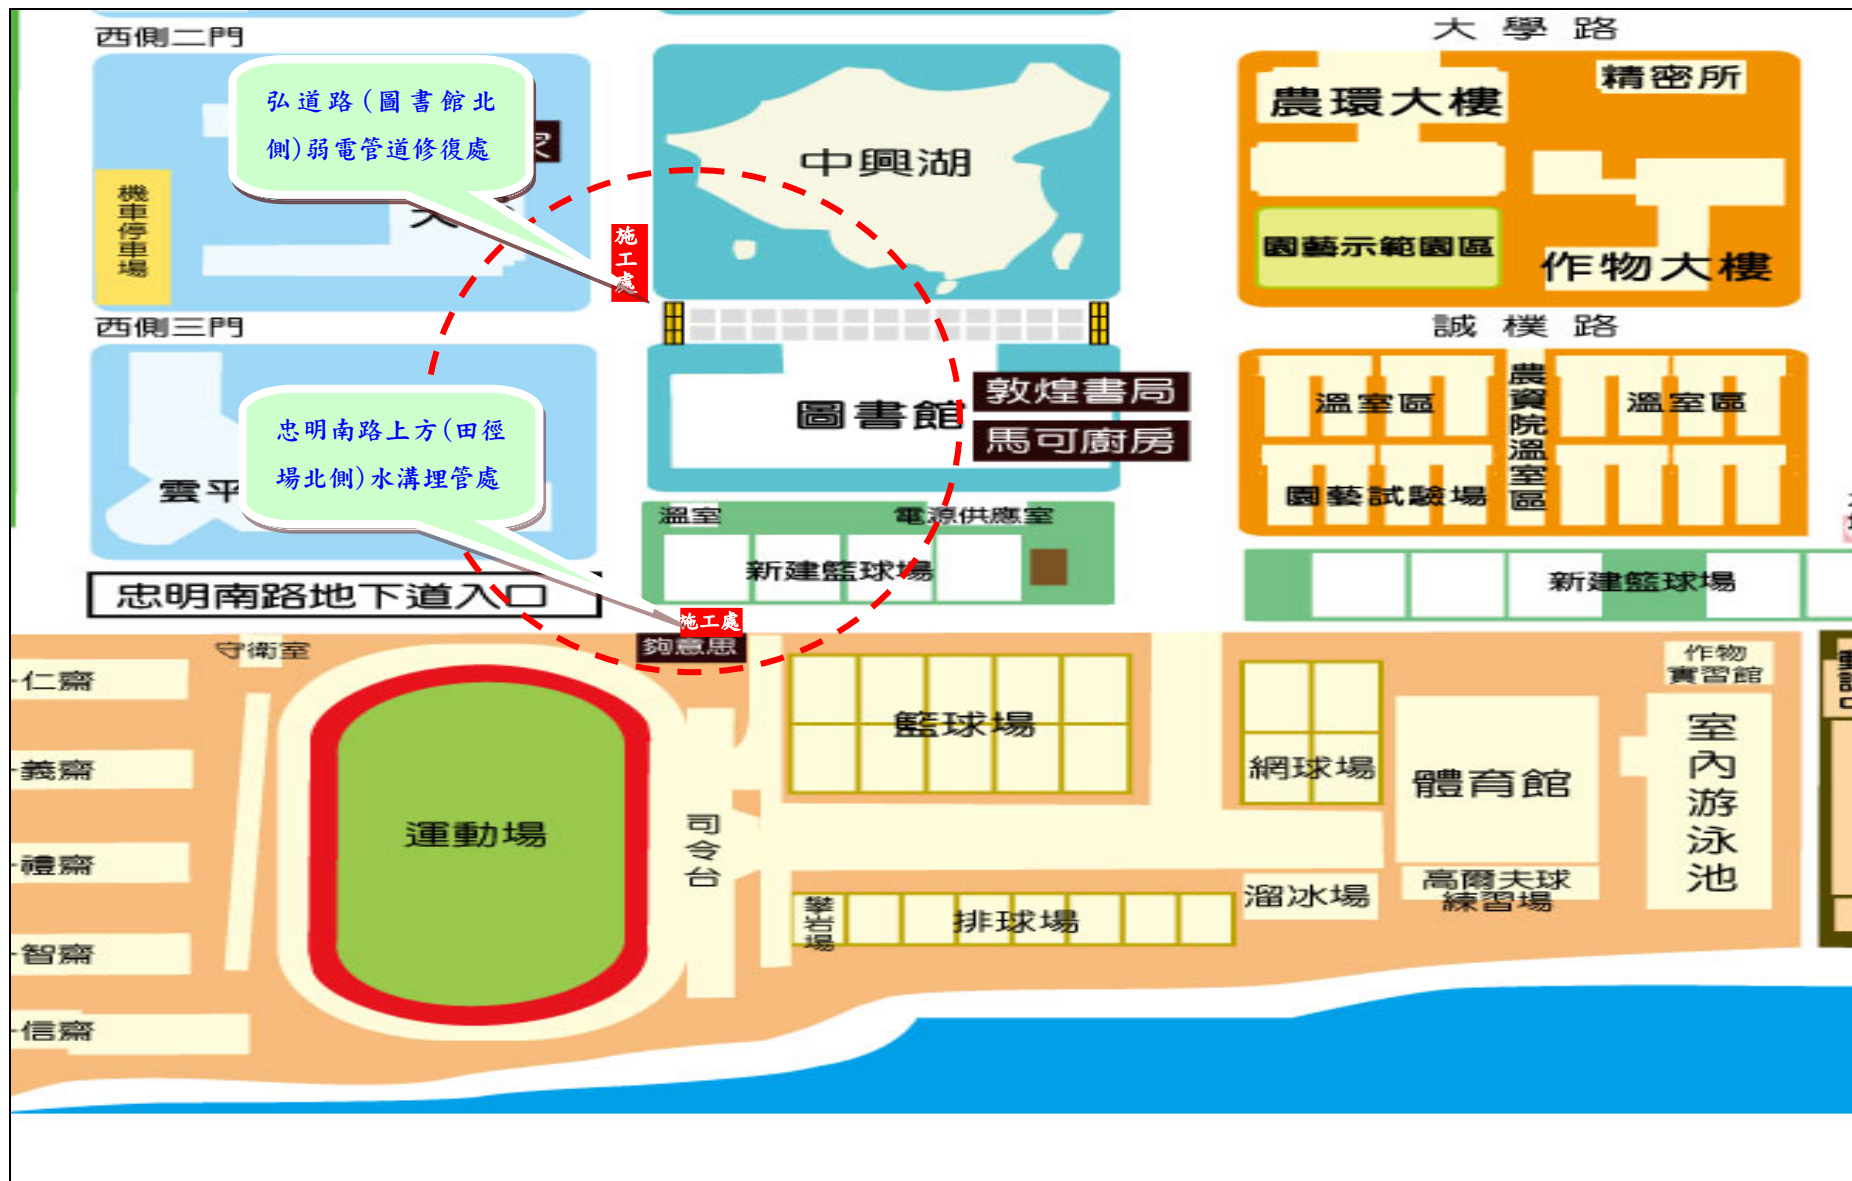 西側二門
大學路
弘道路(圖書館北
側)弱電管道修復處
家
機車停車場
施工處
中興湖
農環大樓
精密所
園藝示範園區
作物大樓
西側三門
誠樸路
忠明南路上方(田徑
場北側)水溝埋管處
雲平
圖書館
敦煌書局
馬可廚房
溫室區
農資院溫室區
溫室區
園藝試驗場
溫室
電源供應室
新建籃球場
新建籃球場
忠明南路地下道入口
施工處
夠意思
守衛室
仁齋
義齋
禮齋
智齋
信齋
運動場
司令台
籃球場
網球場
體育館
作物
實習館
室內游泳池
攀岩場
排球場
溜冰場
高爾夫球
練習場